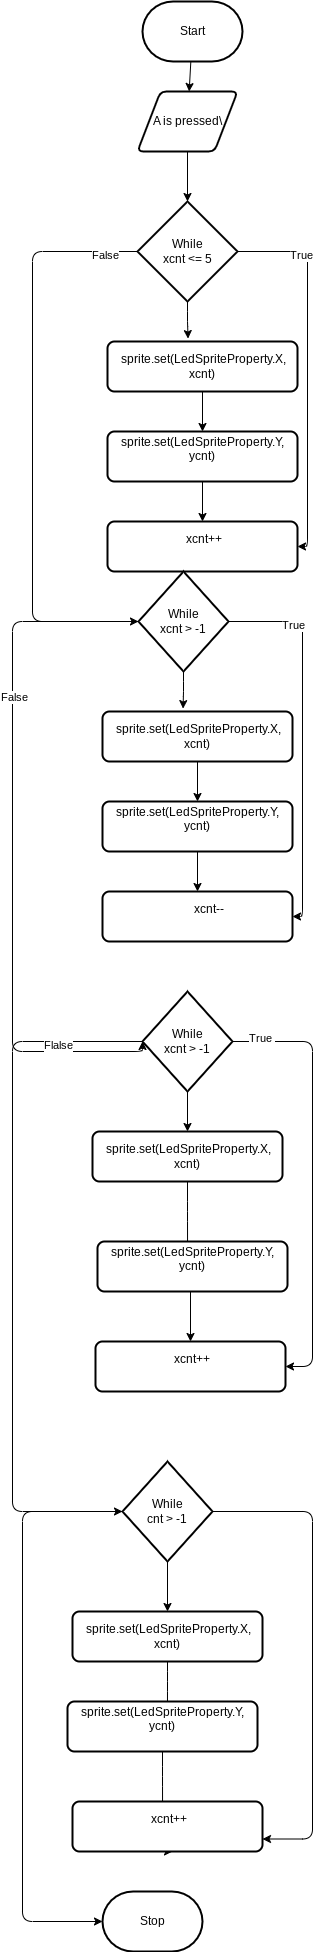 Start
A is pressed\
While
xcnt <= 5
False
True
sprite.set(LedSpriteProperty.X,
xcnt)
sprite.set(LedSpriteProperty.Y,
ycnt)
xcnt++
While
xcnt > -1
True
False
sprite.set(LedSpriteProperty.X,
xcnt)
sprite.set(LedSpriteProperty.Y,
ycnt)
xcnt--
While
xcnt > -1
True
Flalse
sprite.set(LedSpriteProperty.X,
xcnt)
sprite.set(LedSpriteProperty.Y,
ycnt)
xcnt++
While
cnt > -1
sprite.set(LedSpriteProperty.X,
xcnt)
sprite.set(LedSpriteProperty.Y,
ycnt)
xcnt++
Stop